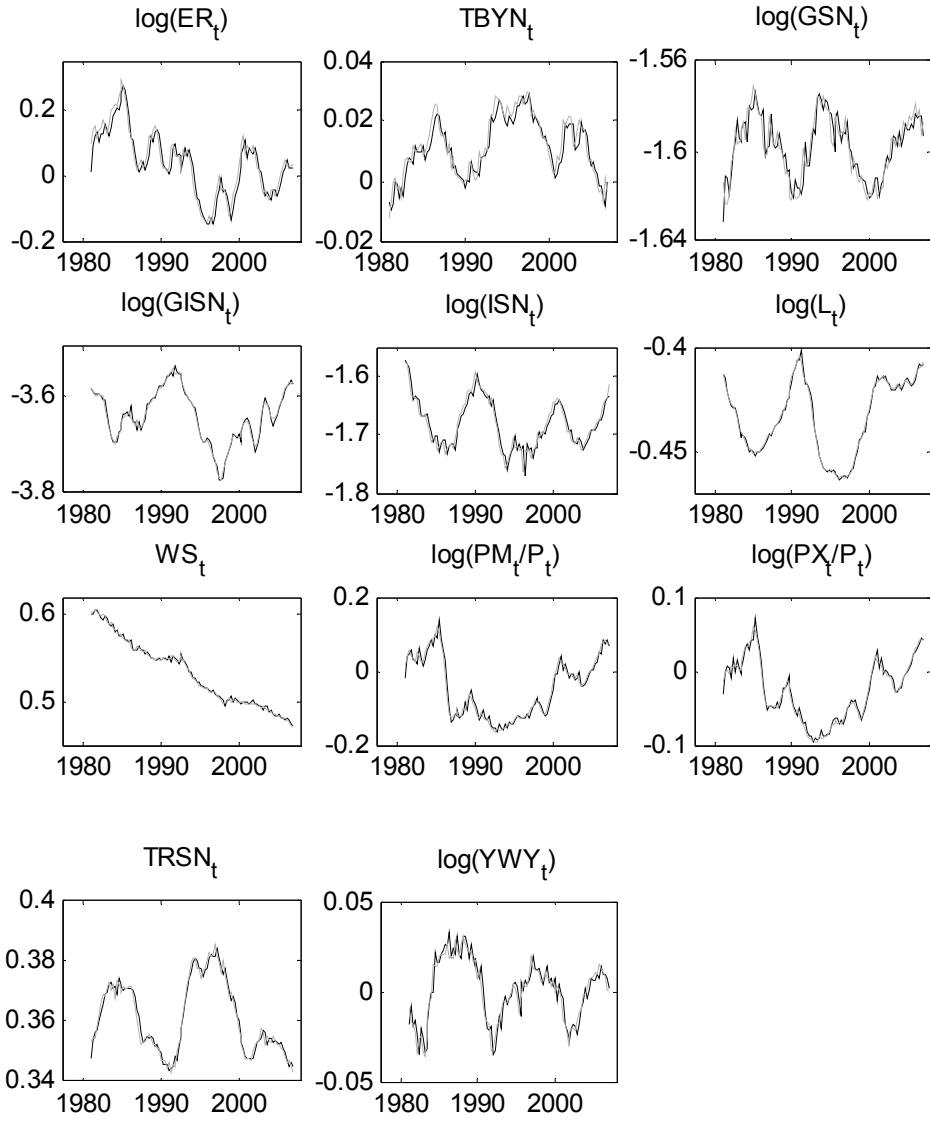 log(ER_t) TBYN_t log(GSN_t)
0.2 0.04 -1.56
0 0.02 -1.6
-0.2 0 -1.64
-0.02
1980 1990 2000 1980 1990 2000 1980 1990 2000
log(GISN_t) log(ISN_t) log(L_t)
-3.6 -1.6 -0.4
-3.8 -1.7 -0.45
-1.8
1980 1990 2000 1980 1990 2000 1980 1990 2000
WS_t log(PM_t/P_t) log(PX_t/P_t)
0.6 0.2 0.1
0.5 0 0
-0.2 -0.1
1980 1990 2000 1980 1990 2000 1980 1990 2000
TRSN_t log(YWY_t)
0.4 0.05
0.38 0
0.36 -0.05
0.34
1980 1990 2000 1980 1990 2000